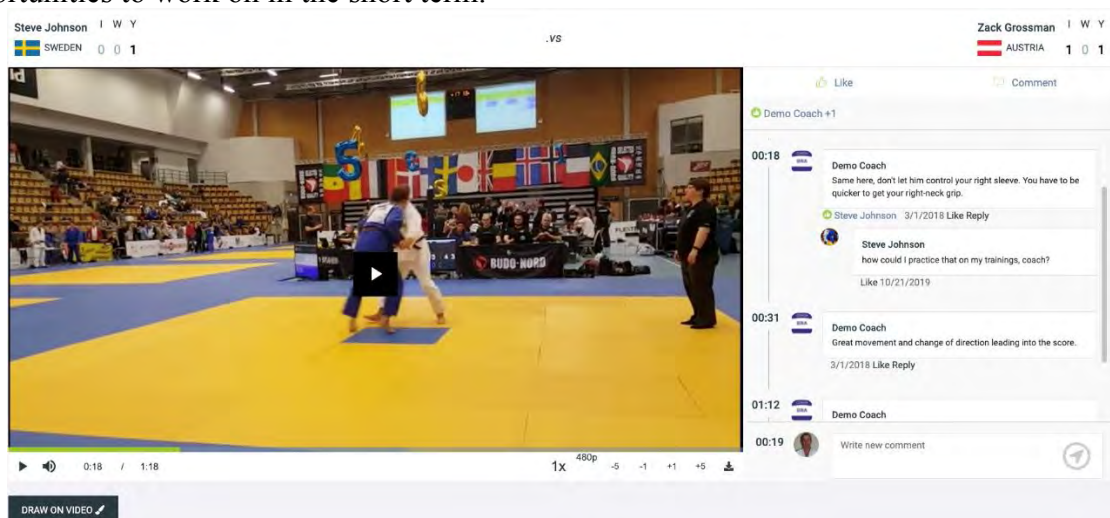 ortunities to work on in the short term.
Steve Johnson I W Y
SWEDEN 0 0 1
.vs
Zack Grossman I W Y
AUSTRIA 1 0 1
Like Comment
Demo Coach +1
00:18
Demo Coach
Same here, don't let him control your right sleeve. You have to be
quicker to get your right-neck grip.
Steve Johnson 3/1/2018 Like Reply
Steve Johnson
how could I practice that on my trainings, coach?
Like 10/21/2019
00:31
Demo Coach
Great movement and change of direction leading into the score.
3/1/2018 Like Reply
01:12
Demo Coach
00:19
Write new comment
BUDO-NORD
0:18 / 1:18
1x 480p -5 -1 +1 +5
DRAW ON VIDEO